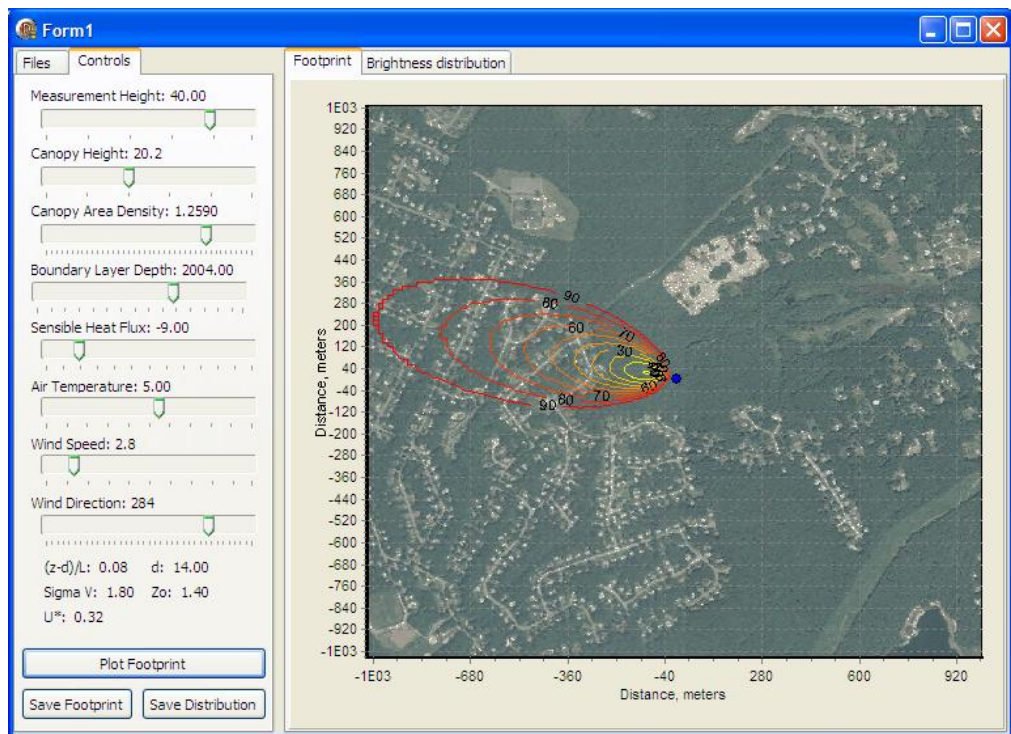 Form1
Files Controls
Measurement Height: 40.00
Canopy Height: 20.2
Canopy Area Density: 1.2590
Boundary Layer Depth: 2004.00
Sensible Heat Flux: -9.00
Air Temperature: 5.00
Wind Speed: 2.8
Wind Direction: 284
(z-d)/L: 0.08 d: 14.00
Sigma V: 1.80 Zo: 1.40
U*: 0.32
Plot Footprint
Save Footprint Save Distribution
Footprint Brightness distribution
1E03
920
840
760
680
600
520
440
360
280
200
120
40
-40
-120
-200
-280
-360
-440
-520
-600
-680
-760
-840
-920
-1E03
Distance, meters
90
80
70
60
30
90 80 70 60
-1E03 -680 -360 -40 280 600 920
Distance, meters